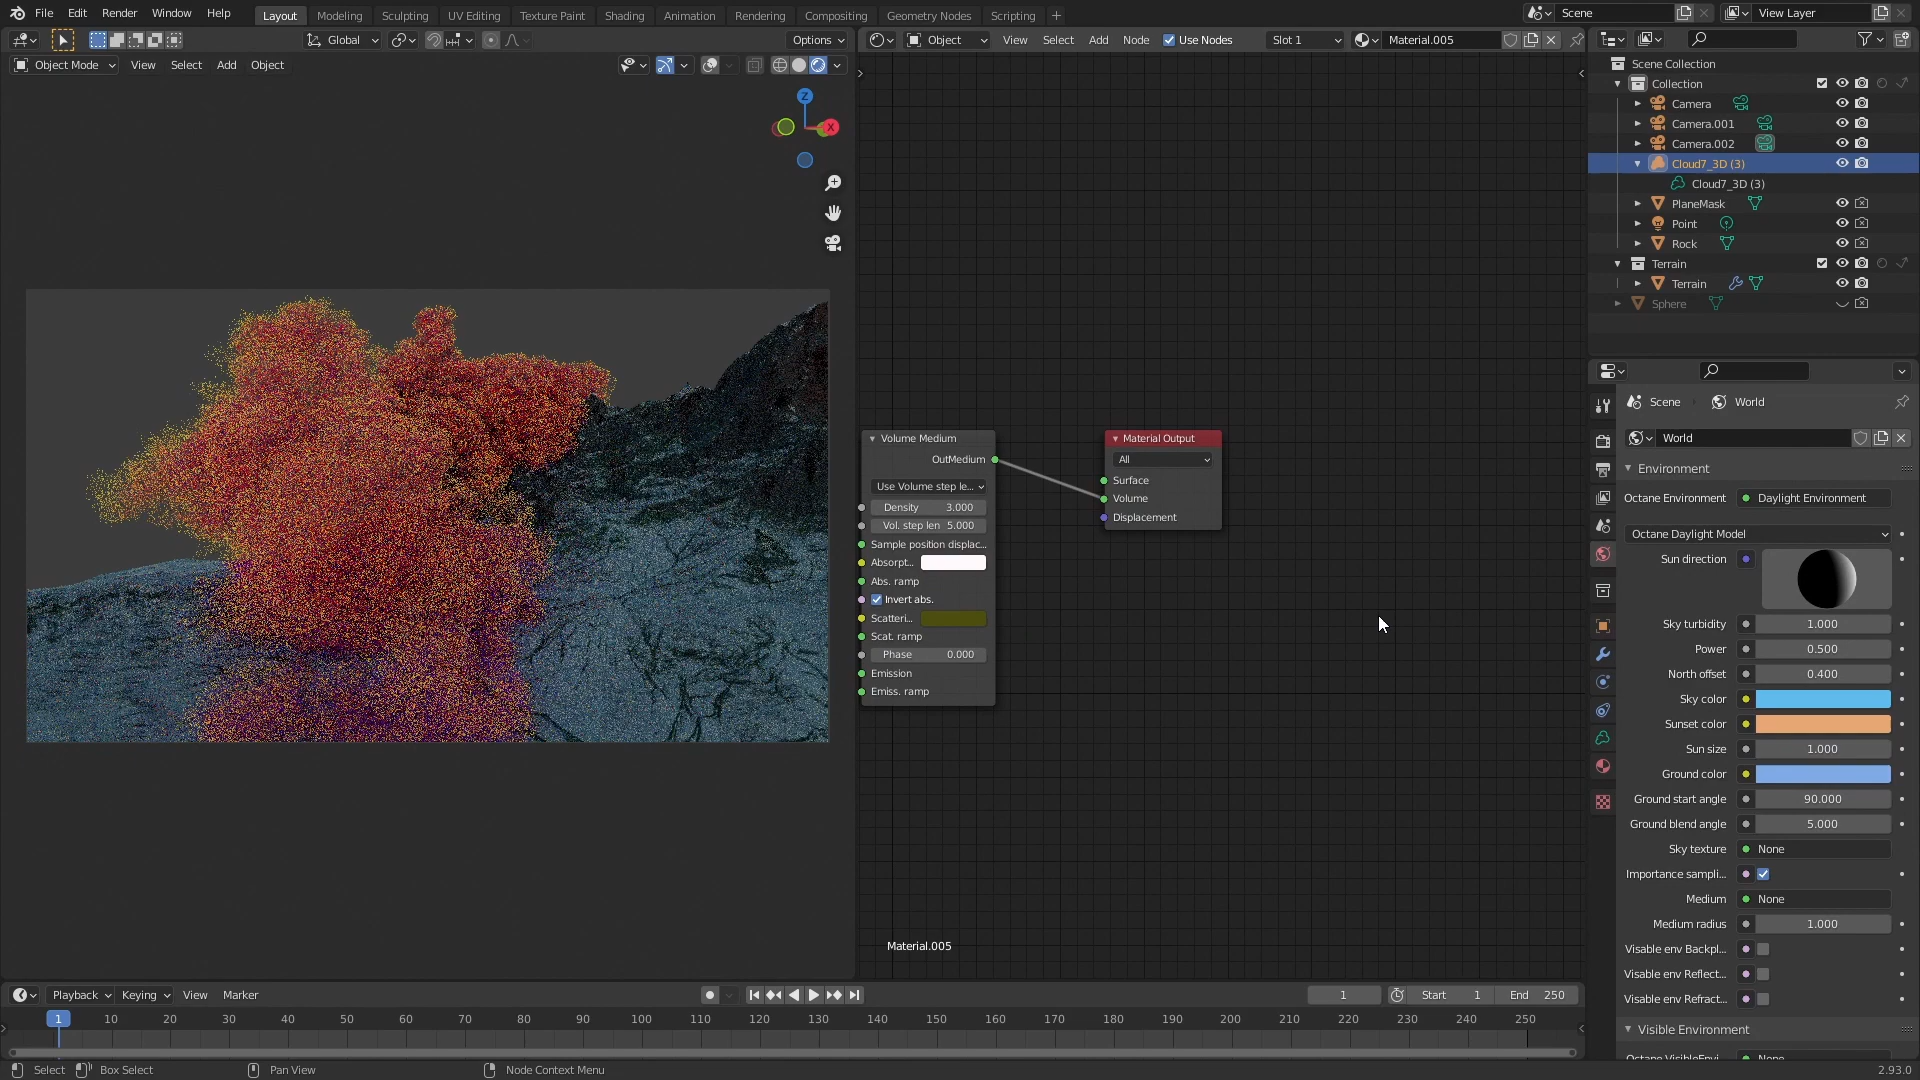 File Edit Render Window Help Layout Modeling Sculpting UV Editing Texture Paint Shading Animation Rendering Compositing Geometry Nodes Scripting + Scene View Layer
Global Options Object View Select Add Node Use Nodes Slot 1 Material.005
Object Mode View Select Add Object
Z
X
Scene Collection
Collection
Camera
Camera.001
Camera.002
Cloud7_3D (3)
Cloud7_3D (3)
PlaneMask
Point
Rock
Terrain
Terrain
Sphere
Volume Medium
OutMedium
Use Volume step le...
Density 3.000
Vol. step len 5.000
Sample position displac...
Absorpt..
Abs. ramp
Invert abs.
Scatteri..
Scat. ramp
Phase 0.000
Emission
Emiss. ramp
Material Output
All
Surface
Volume
Displacement
Material.005
Scene World
World
Environment
Octane Environment Daylight Environment
Octane Daylight Model
Sun direction
Sky turbidity 1.000
Power 0.500
North offset 0.400
Sky color
Sunset color
Sun size 1.000
Ground color
Ground start angle 90.000
Ground blend angle 5.000
Sky texture None
Importance sampli...
Medium None
Medium radius 1.000
Visable env Backpl...
Visable env Reflect...
Visable env Refract...
Visible Environment
Octane VisibleEnvi... None
Playback Keying View Marker 1 Start 1 End 250
1 10 20 30 40 50 60 70 80 90 100 110 120 130 140 150 160 170 180 190 200 210 220 230 240 250
Select Box Select Pan View Node Context Menu 2.93.0